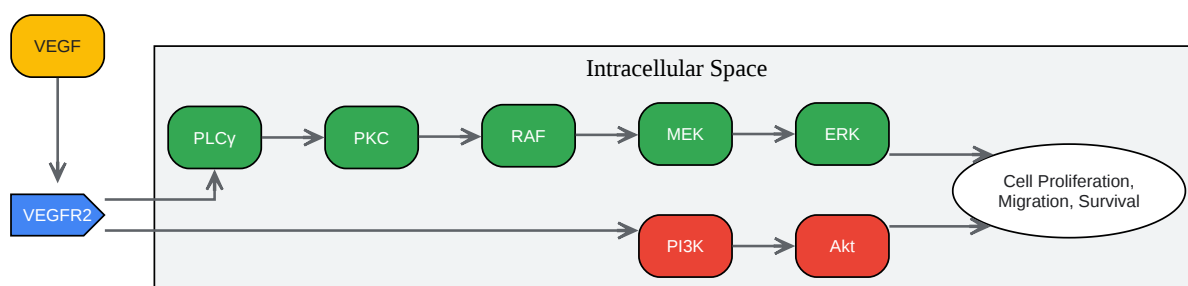 VEGF
Intracellular Space
PLCγ
PKC
RAF
MEK
ERK
VEGFR2
Cell Proliferation,
Migration, Survival
PI3K
Akt